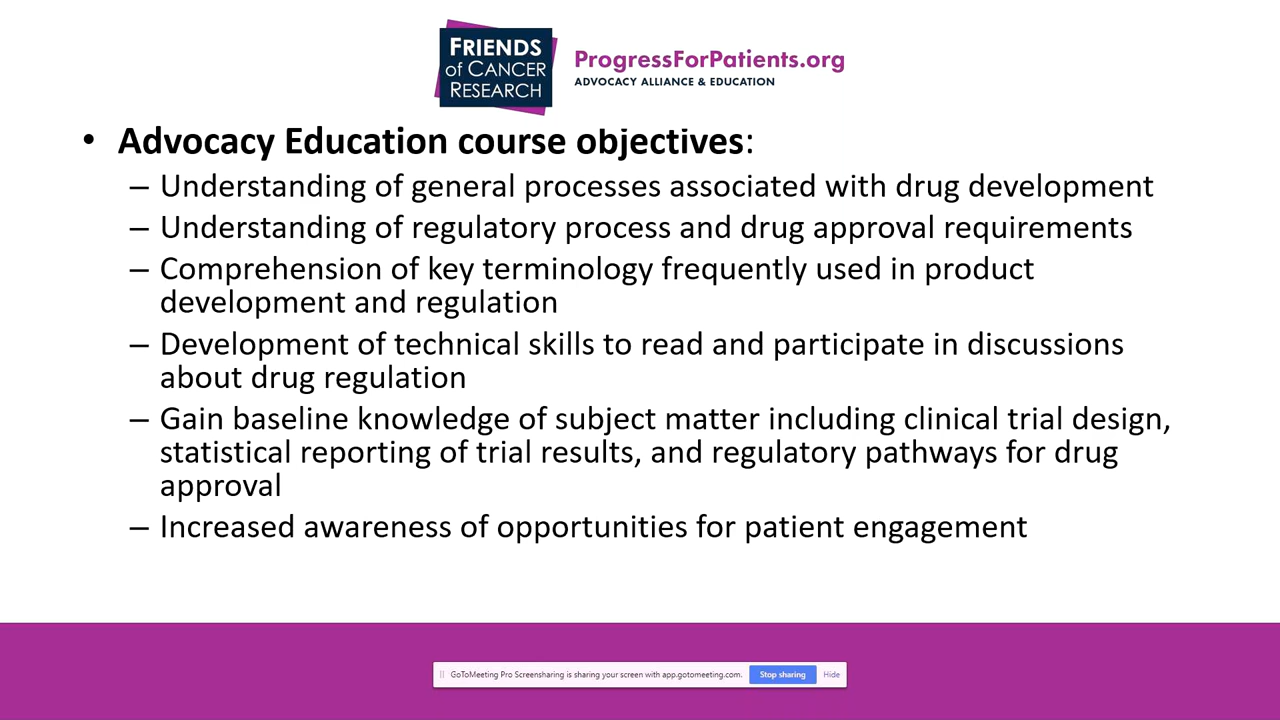 FRIENDS
of CANCER
RESEARCH
ProgressForPatients.org
ADVOCACY ALLIANCE & EDUCATION
• Advocacy Education course objectives:
– Understanding of general processes associated with drug development
– Understanding of regulatory process and drug approval requirements
– Comprehension of key terminology frequently used in product
development and regulation
– Development of technical skills to read and participate in discussions
about drug regulation
– Gain baseline knowledge of subject matter including clinical trial design,
statistical reporting of trial results, and regulatory pathways for drug
approval
– Increased awareness of opportunities for patient engagement
GoToMeeting Pro Screensharing is sharing your screen with app.gotomeeting.com. Stop sharing Hide